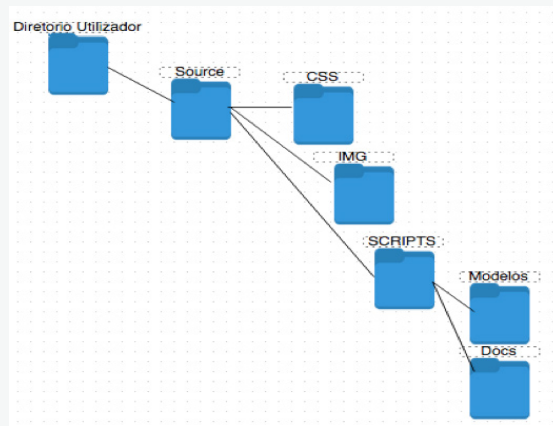 Diretorio Utilizador
Source
CSS
IMG
SCRIPTS
Modelos
Docs